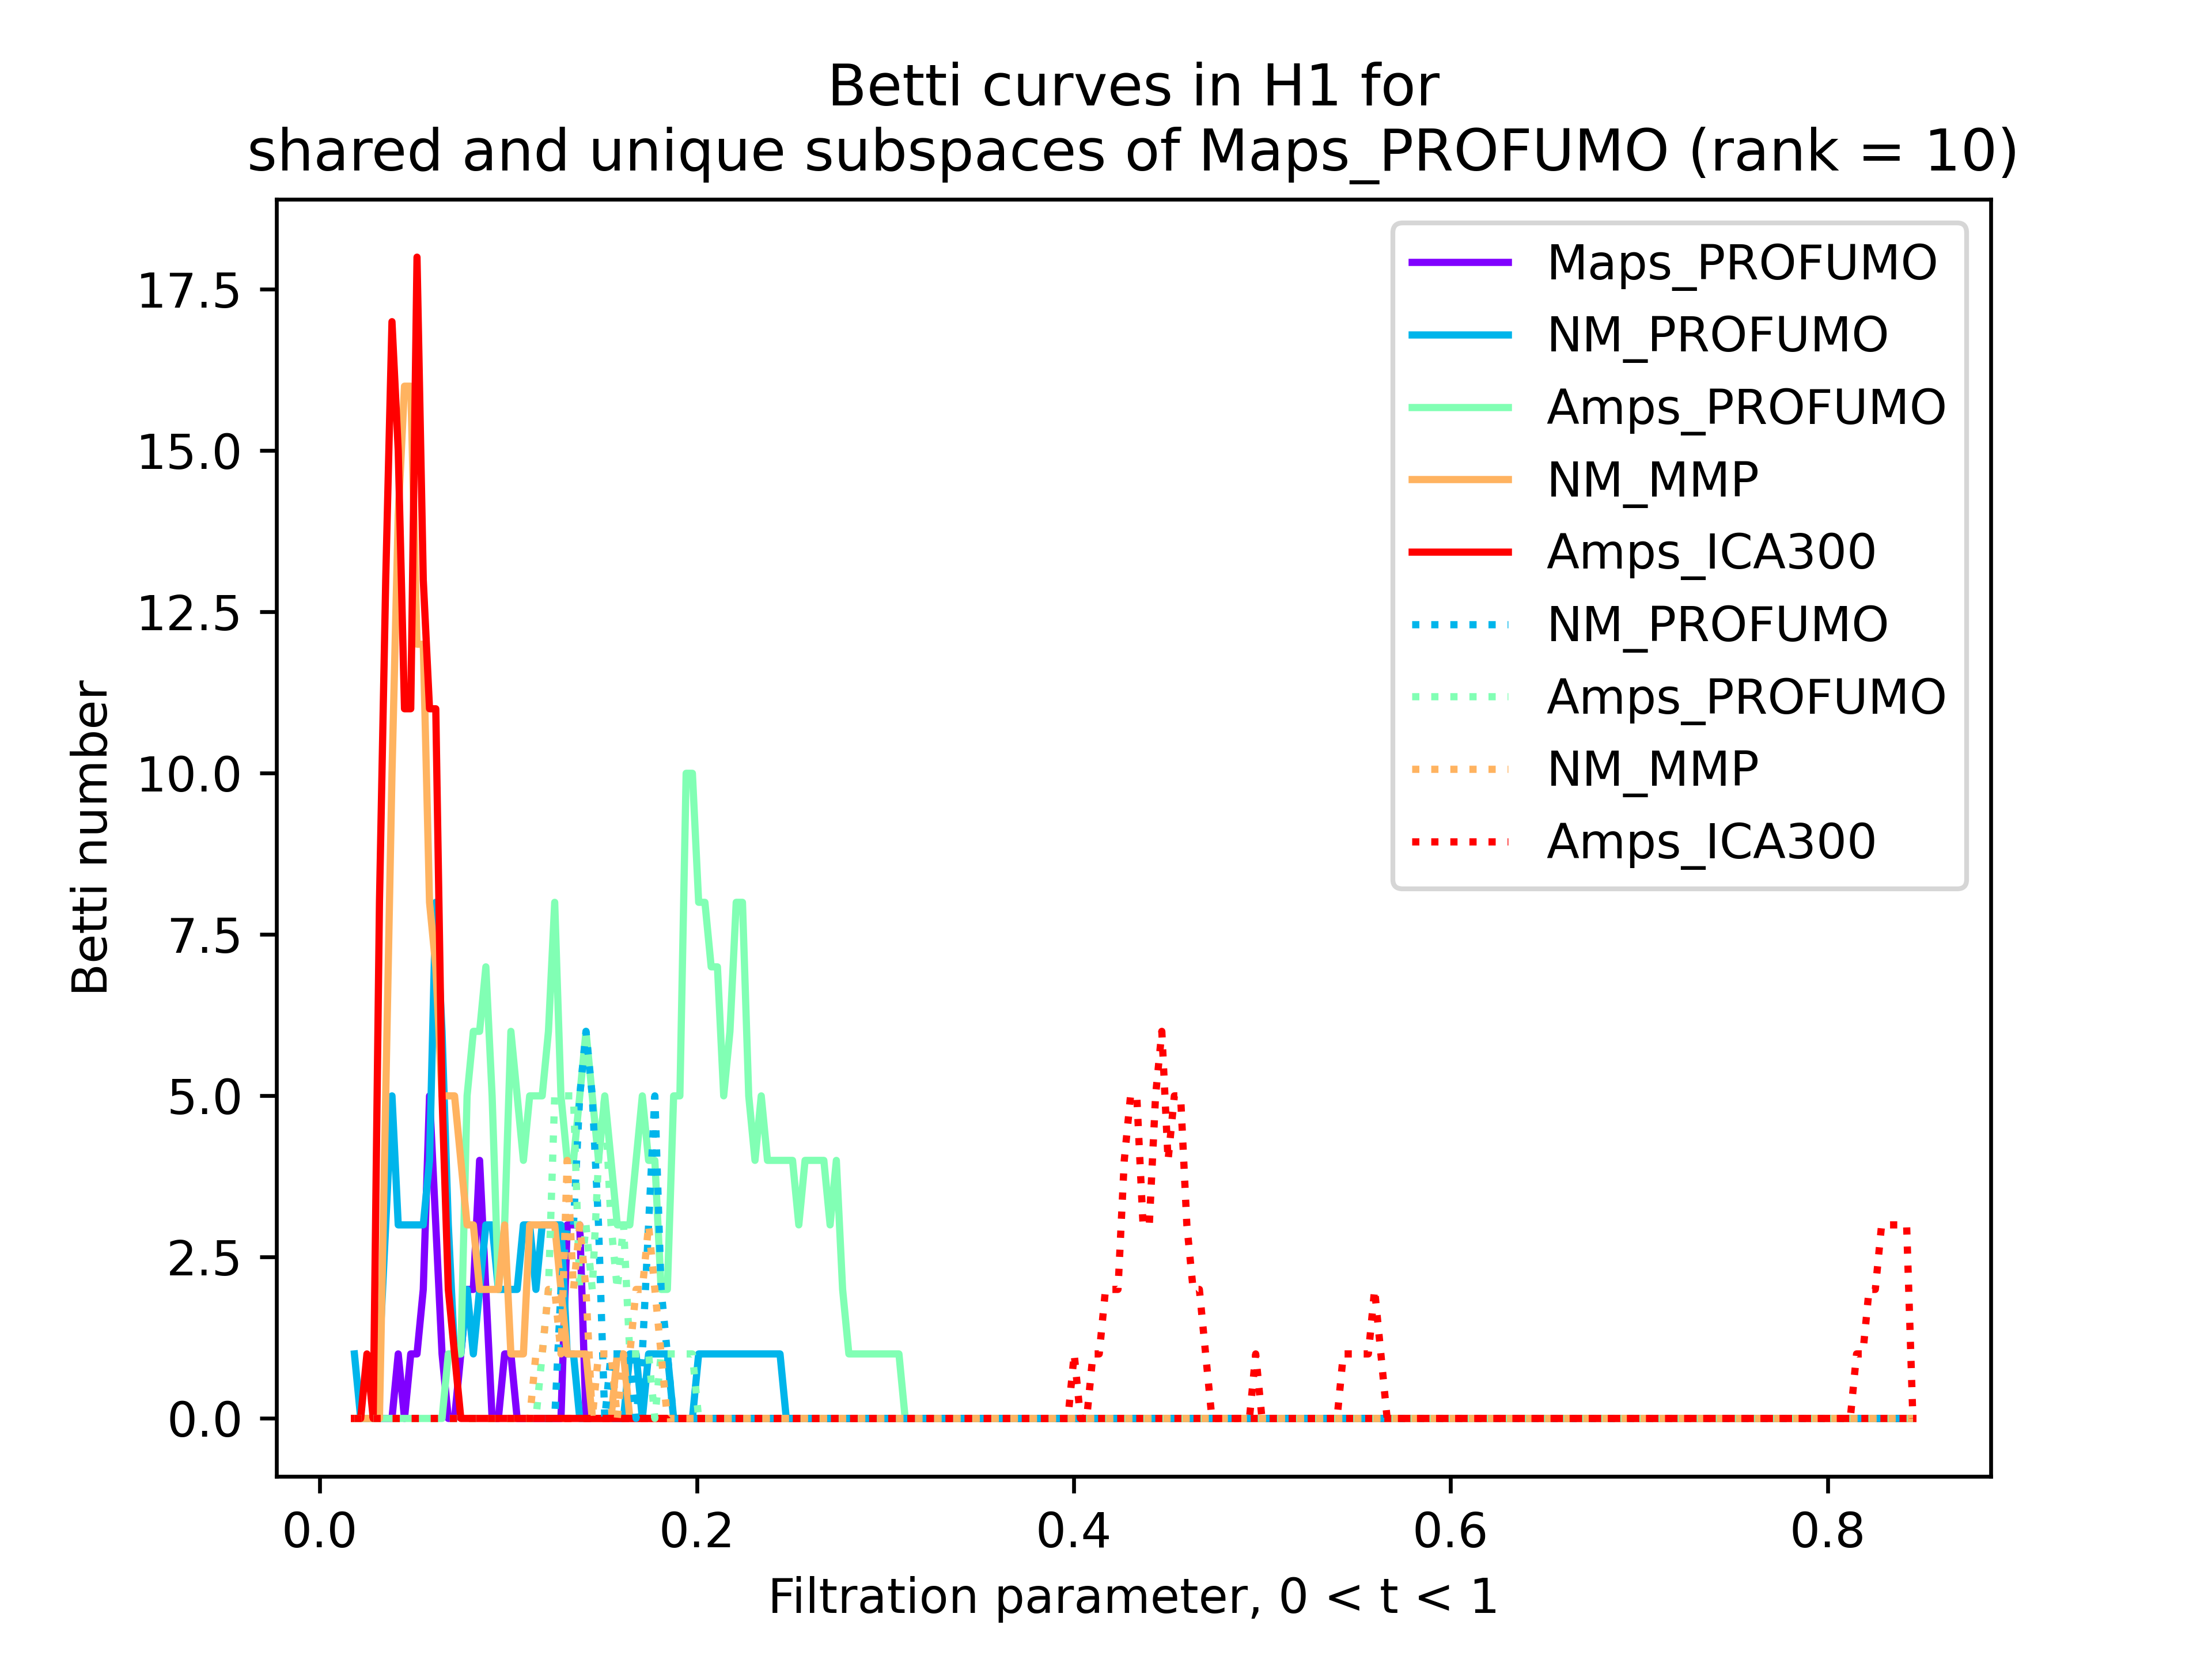 Betti curves in H1 for
shared and unique subspaces of Maps_PROFUMO (rank = 10)
Maps_PROFUMO
NM_PROFUMO
Amps_PROFUMO
NM_MMP
Amps_ICA300
NM_PROFUMO
Amps_PROFUMO
NM_MMP
Amps_ICA300
17.5
15.0
12.5
10.0
7.5
5.0
2.5
0.0
Betti number
0.0 0.2 0.4 0.6 0.8
Filtration parameter, 0 < t < 1